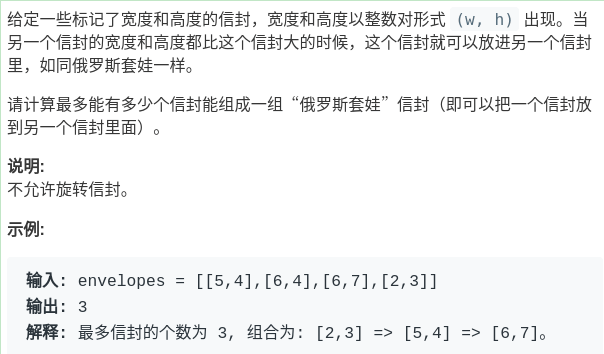 给定一些标记了宽度和高度的信封，宽度和高度以整数对形式 (w, h) 出现。当
另一个信封的宽度和高度都比这个信封大的时候，这个信封就可以放进另一个信封
里，如同俄罗斯套娃一样。
请计算最多能有多少个信封能组成一组“俄罗斯套娃”信封（即可以把一个信封放
到另一个信封里面）。
说明:
不允许旋转信封。
示例:
输入: envelopes = [[5,4],[6,4],[6,7],[2,3]]
输出: 3
解释: 最多信封的个数为 3, 组合为: [2,3] => [5,4] => [6,7]。